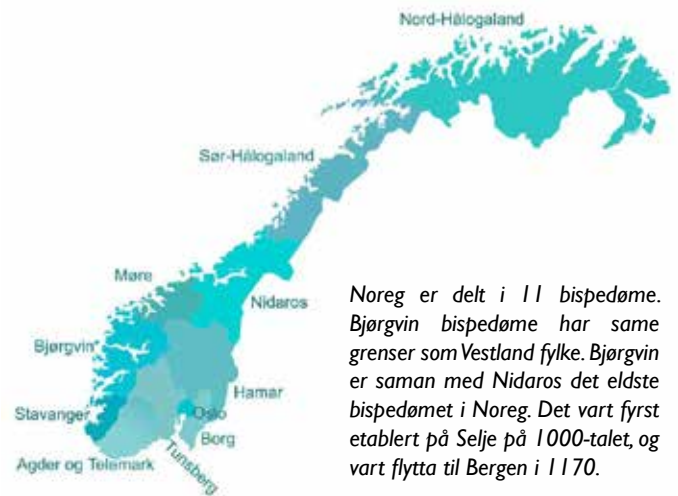 Nord-Hålogaland
Sør-Hålogaland
Møre
Nidaros
Bjørgvin*
Hamar
Stavanger
Oslo
Borg
Agder og Telemark
Tunsberg
Noreg er delt i 11 bispedøme.
Bjørgvin bispedøme har same
grenser som Vestland fylke. Bjørgvin
er saman med Nidaros det eldste
bispedømet i Noreg. Det vart fyrst
etablert på Selje på 1000-talet, og
vart flytta til Bergen i 1170.